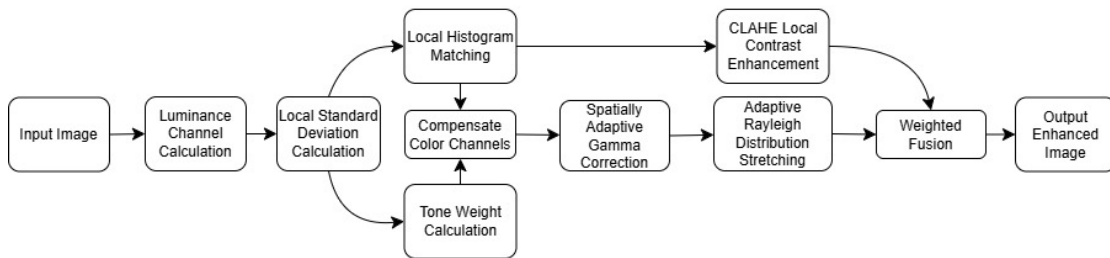 Input Image
Luminance
Channel
Calculation
Local Standard
Deviation
Calculation
Local Histogram
Matching
Compensate
Color Channels
Tone Weight
Calculation
Spatially
Adaptive
Gamma
Correction
CLAHE Local
Contrast
Enhancement
Adaptive
Rayleigh
Distribution
Stretching
Weighted
Fusion
Output
Enhanced
Image